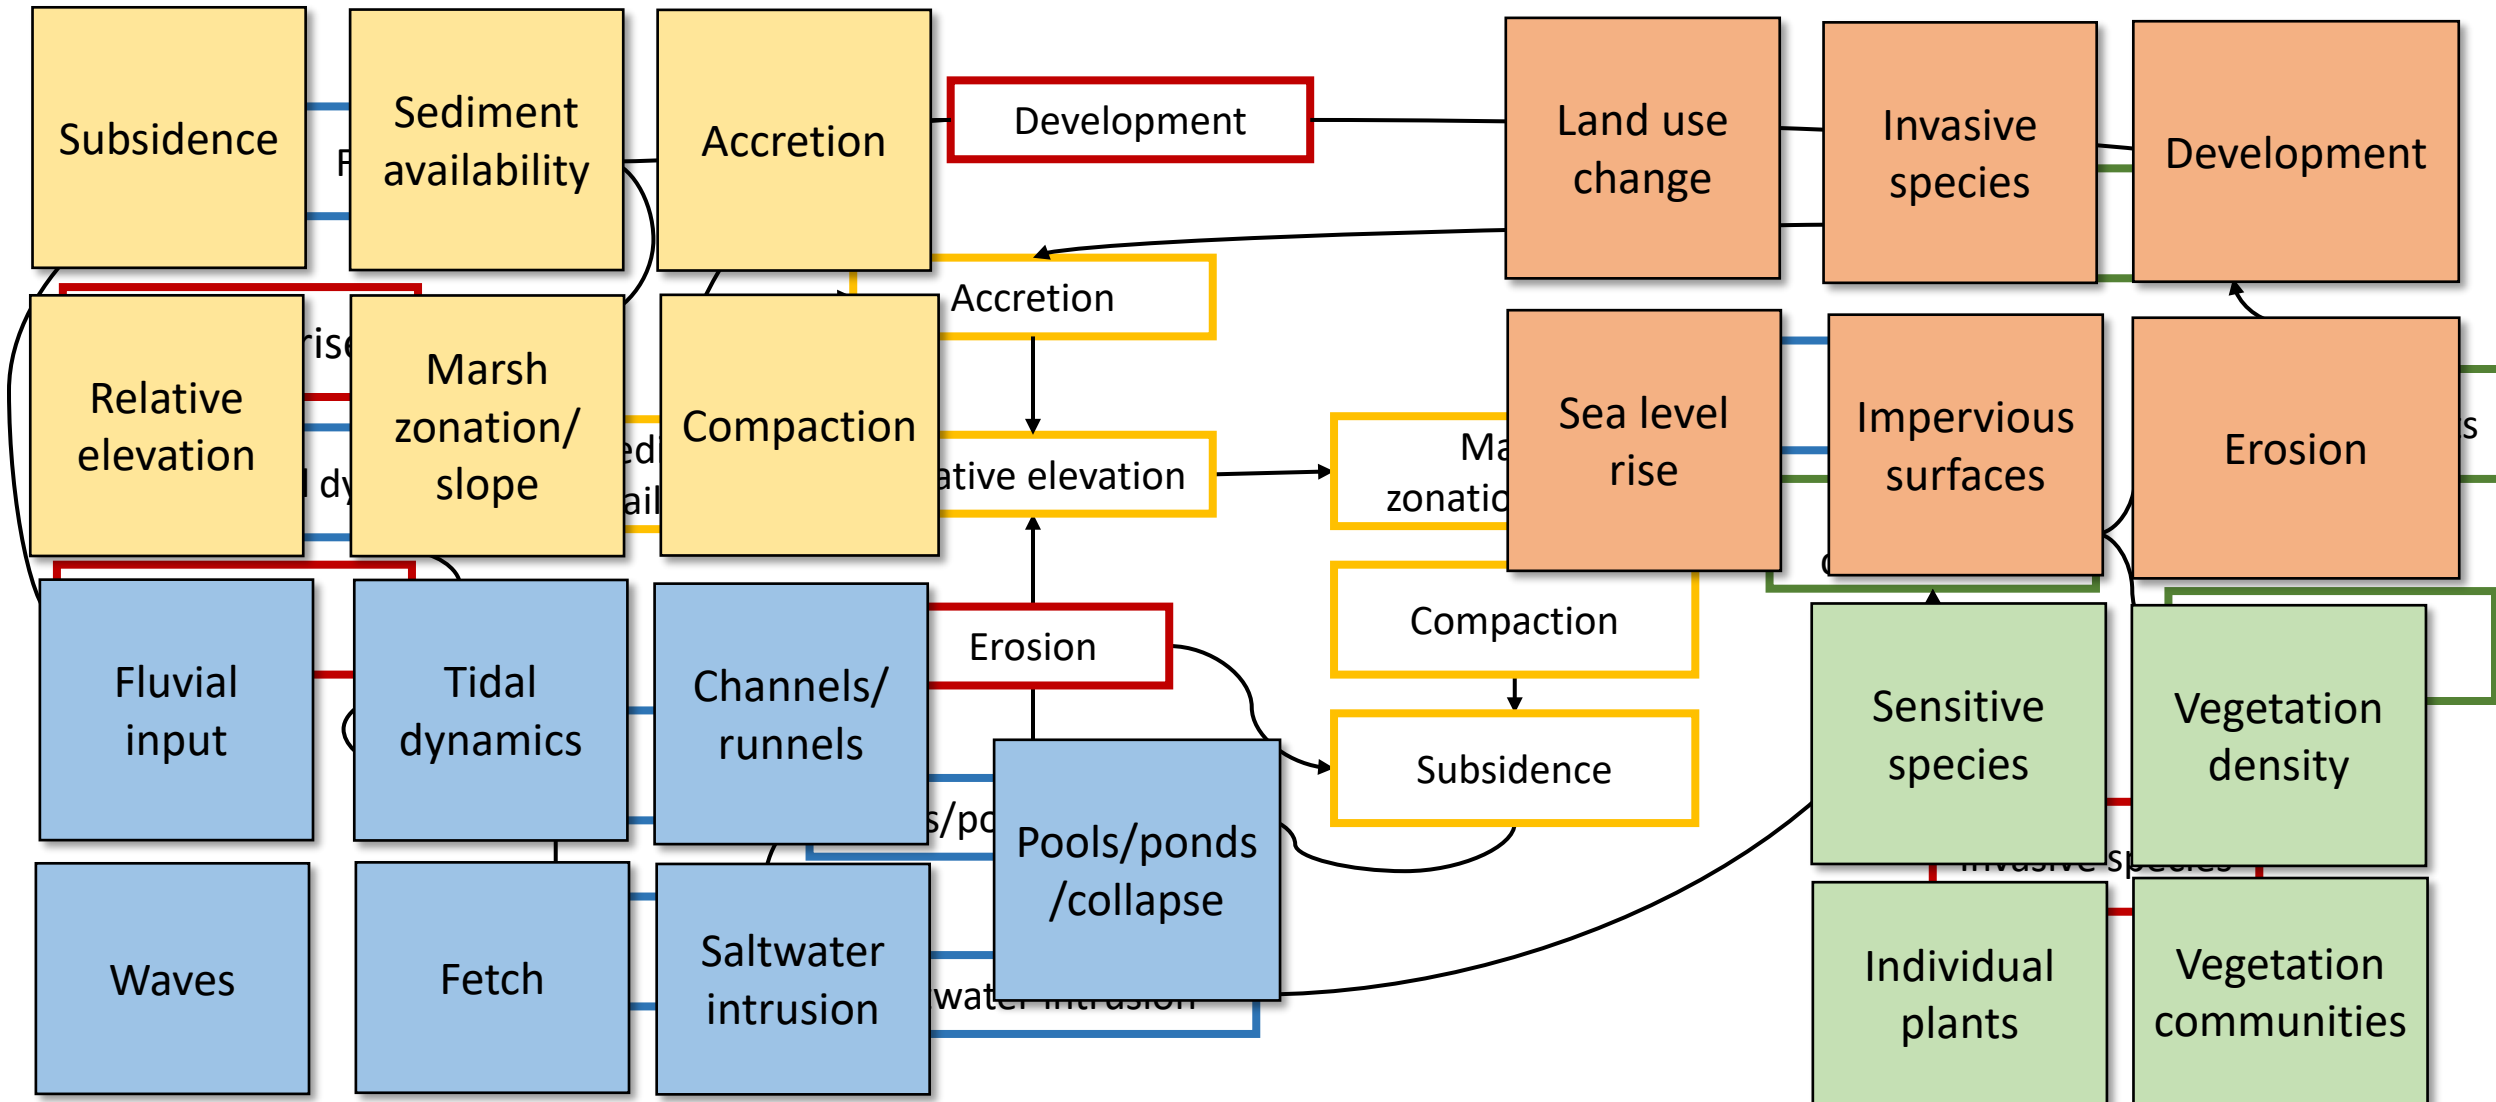 Subsidence
Sediment
availability
Accretion
Development
Land use
change
Invasive
species
Development
Accretion
Relative
elevation
Marsh
zonation/
slope
Compaction
ative elevation
Sea level
rise
Impervious
surfaces
Erosion
Compaction
Fluvial
input
Tidal
dynamics
Channels/
runnels
Erosion
Subsidence
Sensitive
species
Vegetation
density
Pools/ponds
/collapse
Waves
Fetch
Saltwater
intrusion
Individual
plants
Vegetation
communities